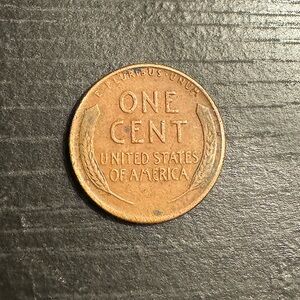 E·PLURIBUS·UNUM
ONE
CENT
UNITED STATES
OF AMERICA